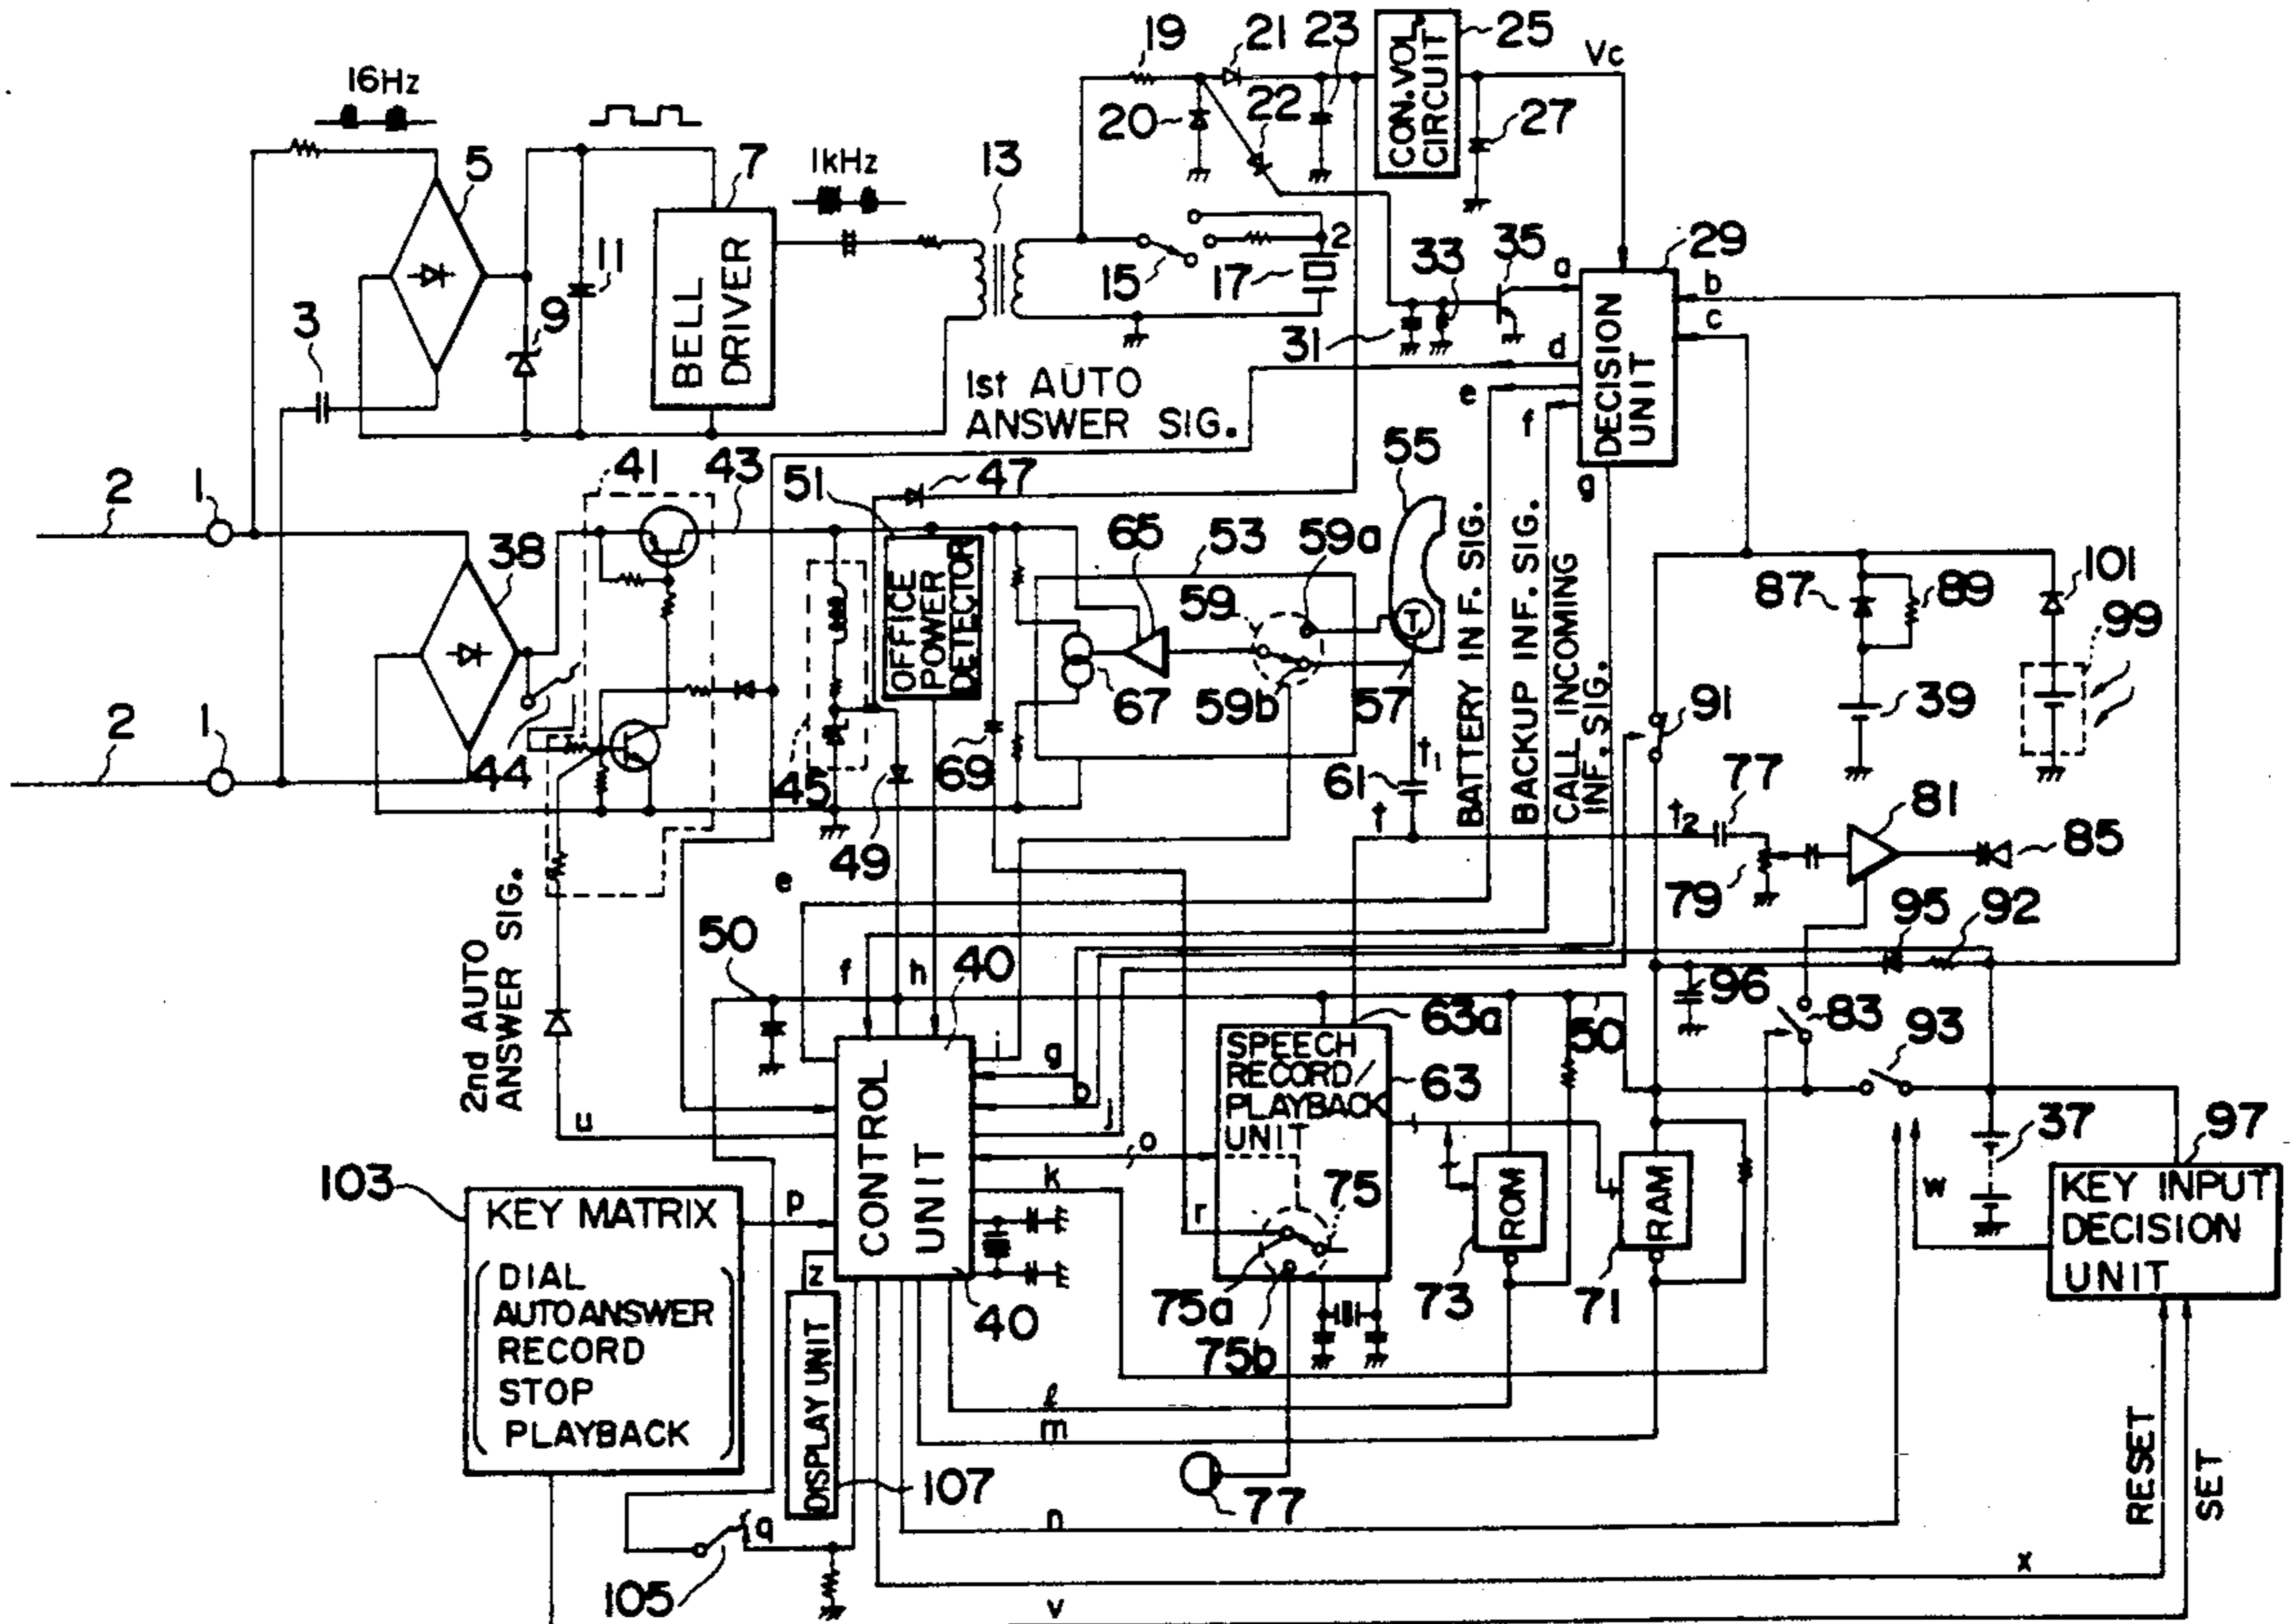 19
21
23
CON.VOL.
CIRCUIT
25
Vc
16Hz
20
22
27
5
7
1kHz
13
29
BELL
DRIVER
11
9
3
15
17
2
33
35
31
a
b
c
d
e
f
g
DECISION
UNIT
1st AUTO
ANSWER SIG.
41
43
51
47
55
2
1
38
OFFICE
POWER
DETECTOR
65
53
59a
59
67
59b
57
T
BATTERY INF. SIG.
BACKUP INF. SIG.
CALL INCOMING
INF. SIG.
87
89
101
99
39
91
2
1
44
45
69
49
61
t1
t
t2
77
79
81
85
95
92
2nd AUTO
ANSWER SIG.
e
50
f
h
40
i
g
b
j
o
k
63a
50
96
83
93
SPEECH
RECORD/
PLAYBACK
UNIT
63
75
r
75a
75b
ROM
73
RAM
71
37
97
w
KEY INPUT
DECISION
UNIT
u
CONTROL
UNIT
40
103
KEY MATRIX
DIAL
AUTO ANSWER
RECORD
STOP
PLAYBACK
p
z
DISPLAY UNIT
107
l
m
77
n
q
105
x
v
RESET
SET